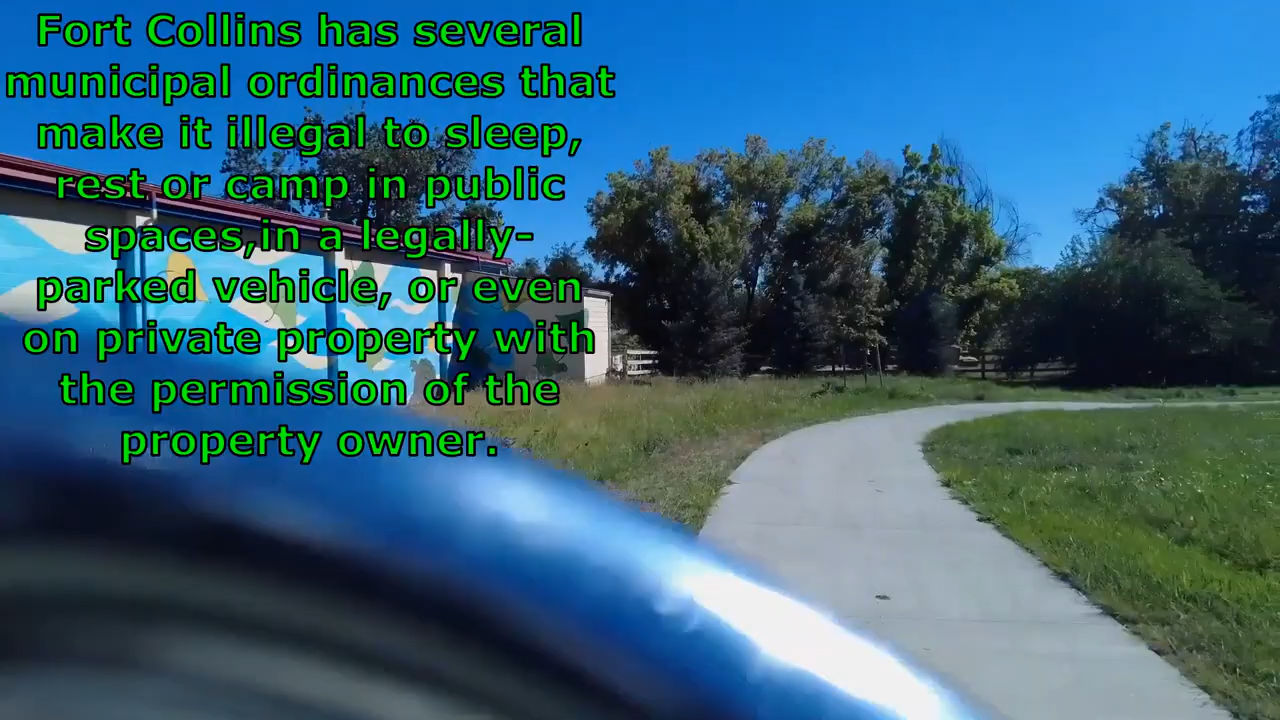 Fort Collins has several
municipal ordinances that
make it illegal to sleep,
rest or camp in public
spaces,in a legally-
parked vehicle, or even
on private property with
the permission of the
property owner.